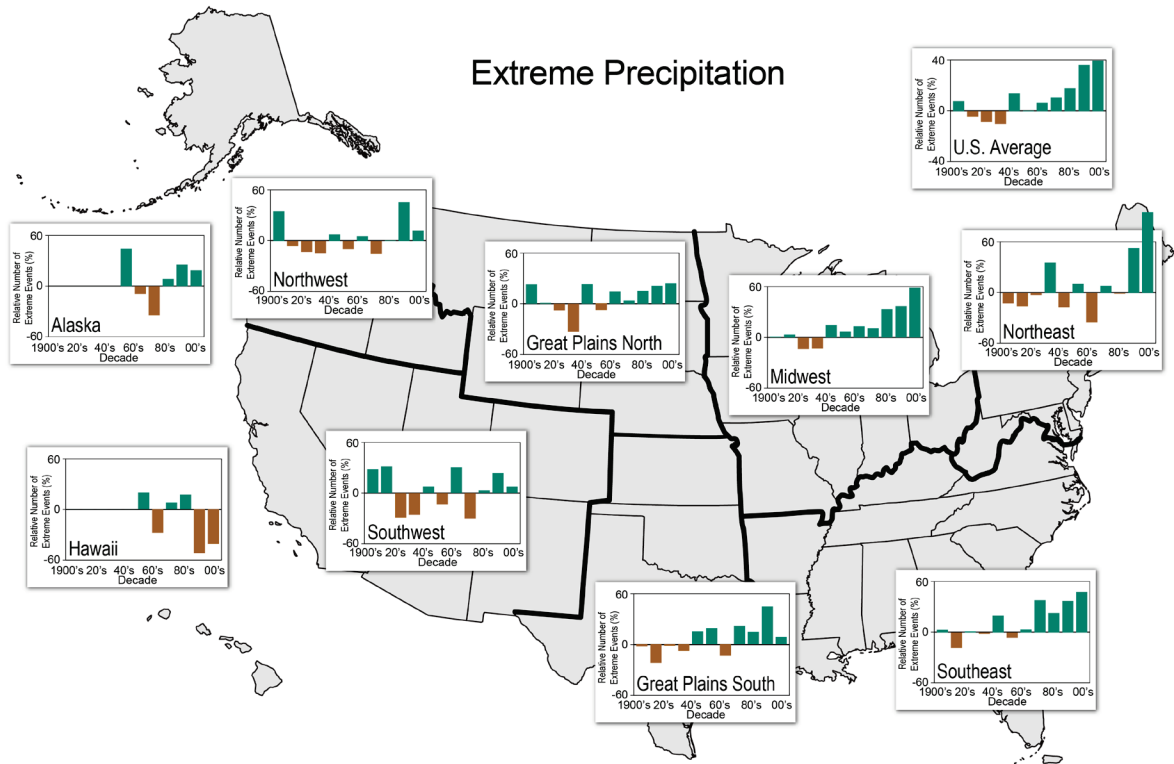 Extreme Precipitation
Relative Number of
Extreme Events (%)
40
0
-40
U.S. Average
1900's 20's 40's 60's 80's 00's
Decade
Relative Number of
Extreme Events (%)
60
0
-60
Northwest
1900's 20's 40's 60's 80's 00's
Decade
Relative Number of
Extreme Events (%)
60
0
-60
Alaska
1900's 20's 40's 60's 80's 00's
Decade
Relative Number of
Extreme Events (%)
60
0
-60
Great Plains North
1900's 20's 40's 60's 80's 00's
Decade
Relative Number of
Extreme Events (%)
60
0
-60
Midwest
1900's 20's 40's 60's 80's 00's
Decade
Relative Number of
Extreme Events (%)
60
0
-60
Northeast
1900's 20's 40's 60's 80's 00's
Decade
Relative Number of
Extreme Events (%)
60
0
-60
Hawaii
1900's 20's 40's 60's 80's 00's
Decade
Relative Number of
Extreme Events (%)
60
0
-60
Southwest
1900's 20's 40's 60's 80's 00's
Decade
Relative Number of
Extreme Events (%)
60
0
-60
Great Plains South
1900's 20's 40's 60's 80's 00's
Decade
Relative Number of
Extreme Events (%)
60
0
-60
Southeast
1900's 20's 40's 60's 80's 00's
Decade